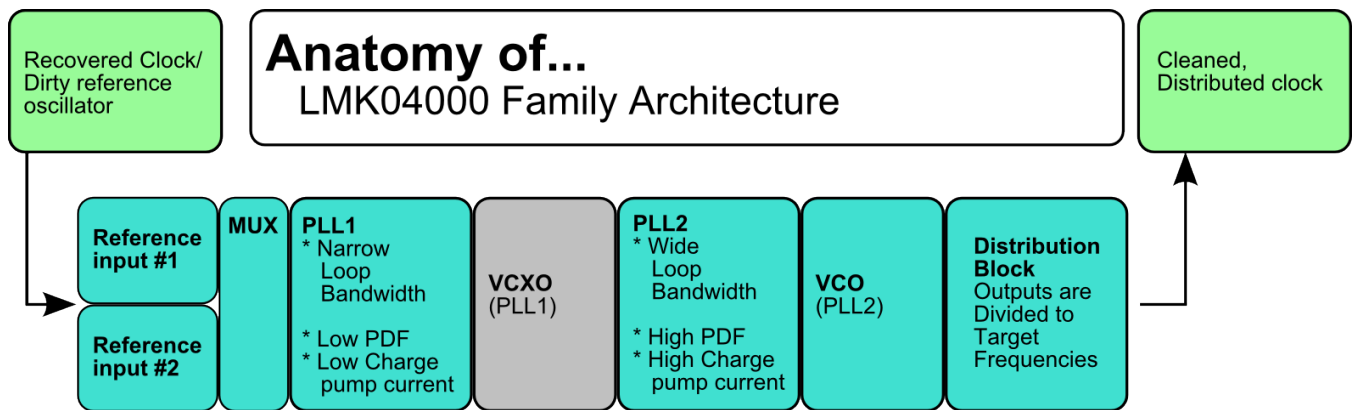 Recovered Clock/
Dirty reference
oscillator
Anatomy of...
LMK04000 Family Architecture
Cleaned,
Distributed clock
Reference
input #1
Reference
input #2
MUX
PLL1
* Narrow
Loop
Bandwidth
* Low PDF
* Low Charge
pump current
VCXO
(PLL1)
PLL2
* Wide
Loop
Bandwidth
* High PDF
* High Charge
pump current
VCO
(PLL2)
Distribution
Block
Outputs are
Divided to
Target
Frequencies